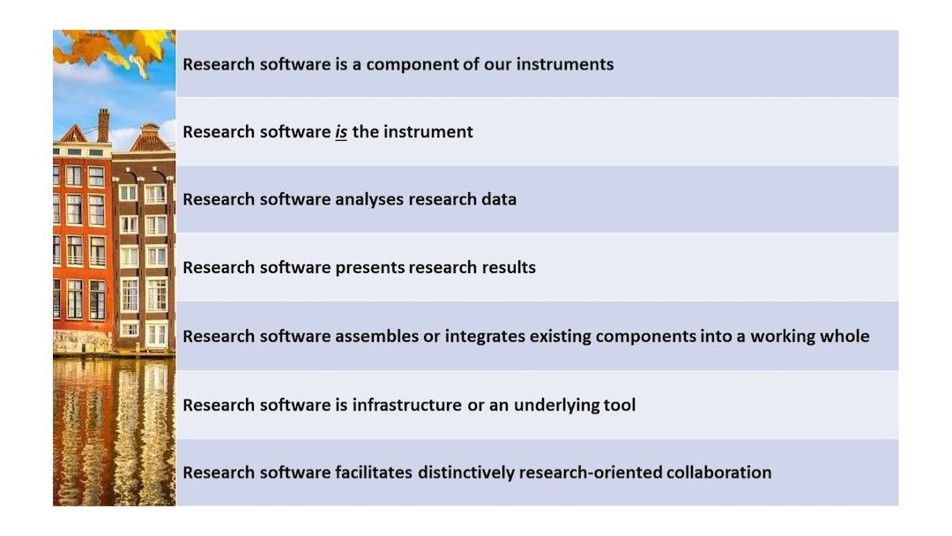 Research software is a component of our instruments
Research software is the instrument
Research software analyses research data
Research software presents research results
Research software assembles or integrates existing components into a working whole
Research software is infrastructure or an underlying tool
Research software facilitates distinctively research-oriented collaboration